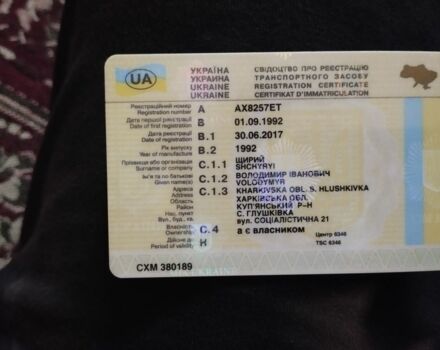 UA
УКРАЇНА
УКРАИНА
UKRAINE
UKRAINE
СВІДОЦТВО ПРО РЕЄСТРАЦІЮ
ТРАНСПОРТНОГО ЗАСОБУ
REGISTRATION CERTIFICATE
CERTIFICAT D'IMMATRICULATION
Реєстраційний номер
Registration number A AX8257ET
Дата першої реєстрації
Date of first registration B 01.09.1992
Дата реєстрації
Date of registration B.1 30.06.2017
Рік випуску
Year of manufacture B.2 1992
Прізвище або організація
Surname or company C.1.1 ЩИРИЙ
SHCHYRYI
Ім'я та по батькові
Given name(s) C.1.2 ВОЛОДИМИР ІВАНОВИЧ
VOLODYMYR
Адреса
Address C.1.3 KHARKIVSKA OBL. S. HLUSHKIVKA
Область ХАРКІВСЬКА ОБЛ.
Район КУП'ЯНСЬКИЙ Р-Н
Нас. пункт С. ГЛУШКІВКА
Вул., буд., кв. ВУЛ. СОЦІАЛІСТИЧНА 21
Власність
Ownership C.4 а є власником Центр 6346
Дійсне до
Period of validity H TSC 6346
СХМ 380189
UKRAINE